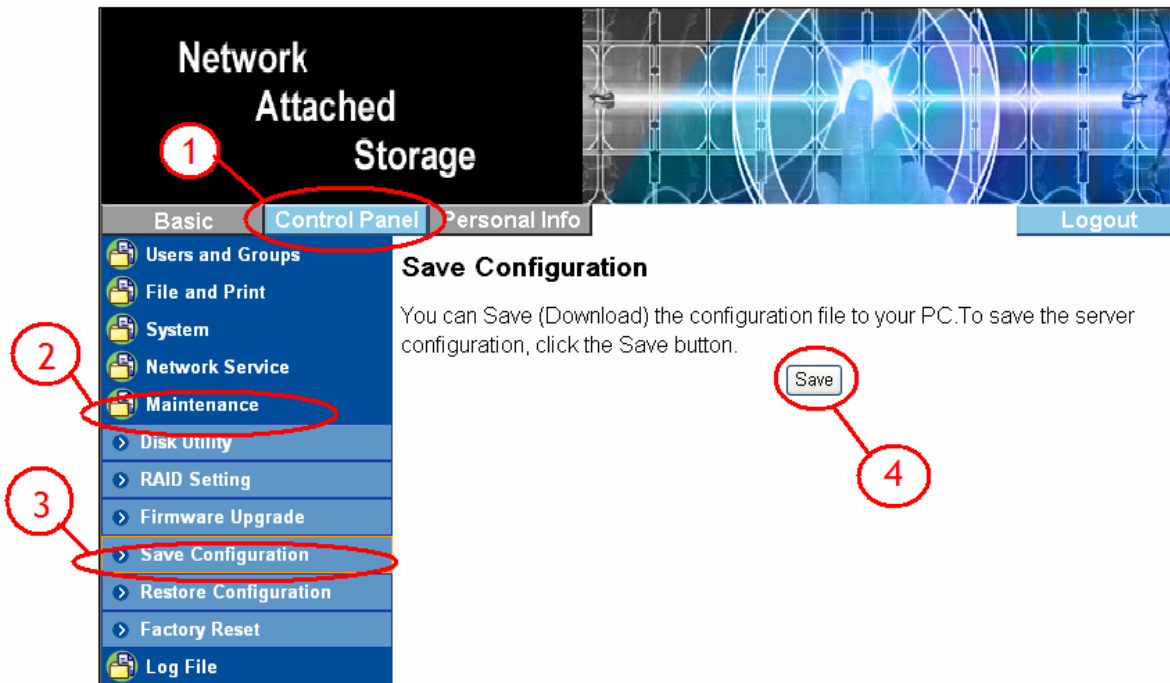 Network
Attached
Storage
1
Basic
Control Panel
Personal Info
Logout
Users and Groups
File and Print
System
Network Service
2
Maintenance
Disk Utility
RAID Setting
Firmware Upgrade
3
Save Configuration
Restore Configuration
Factory Reset
Log File
Save Configuration
You can Save (Download) the configuration file to your PC.To save the server
configuration, click the Save button.
Save
4